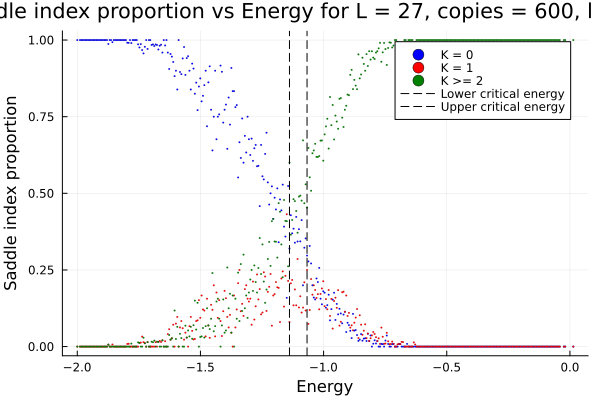 dle index proportion vs Energy for L = 27, copies = 600,
1.00
0.75
0.50
0.25
0.00
Saddle index proportion
K = 0
K = 1
K >= 2
Lower critical energy
Upper critical energy
−2.0 −1.5 −1.0 −0.5 0.0
Energy